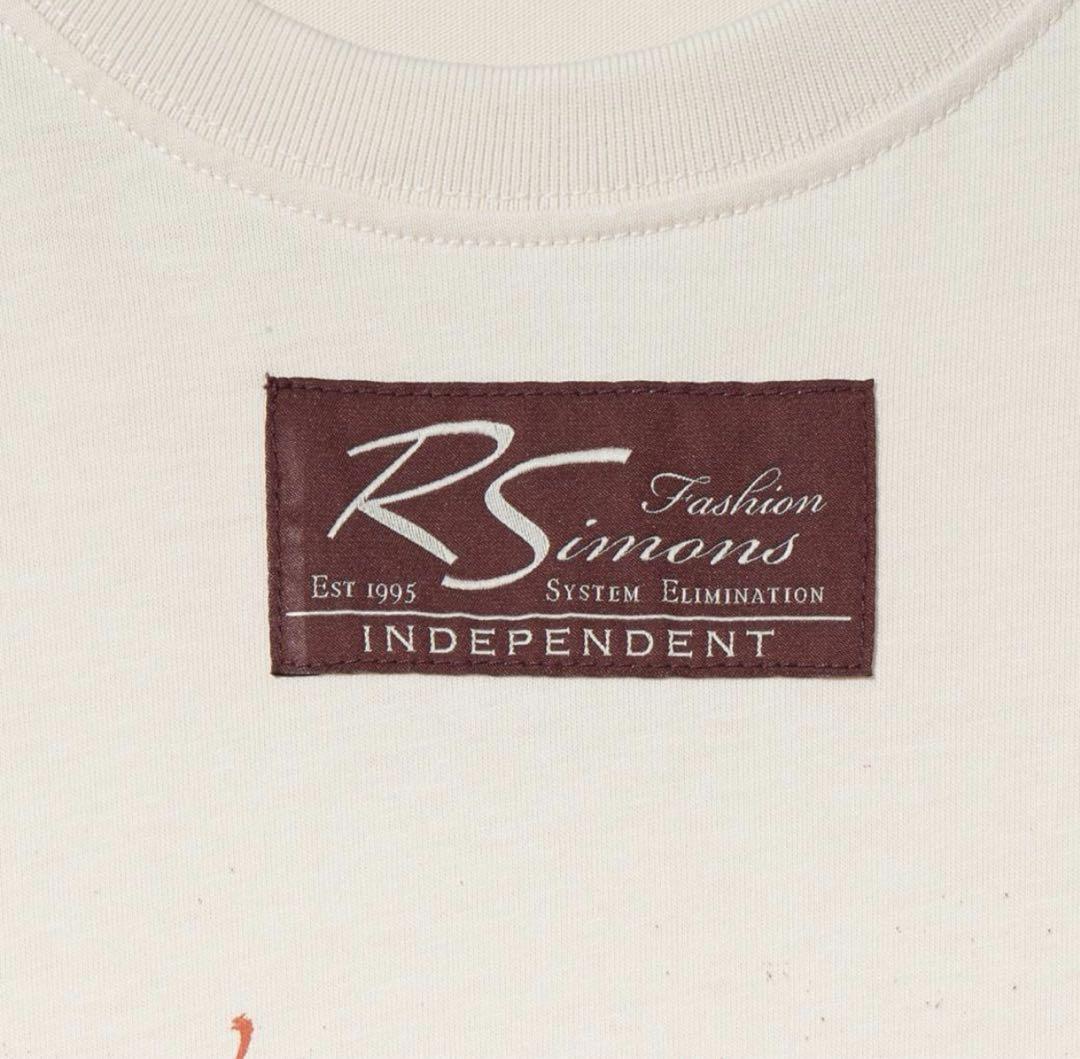 RSimons Fashion
Est 1995 System Elimination
INDEPENDENT